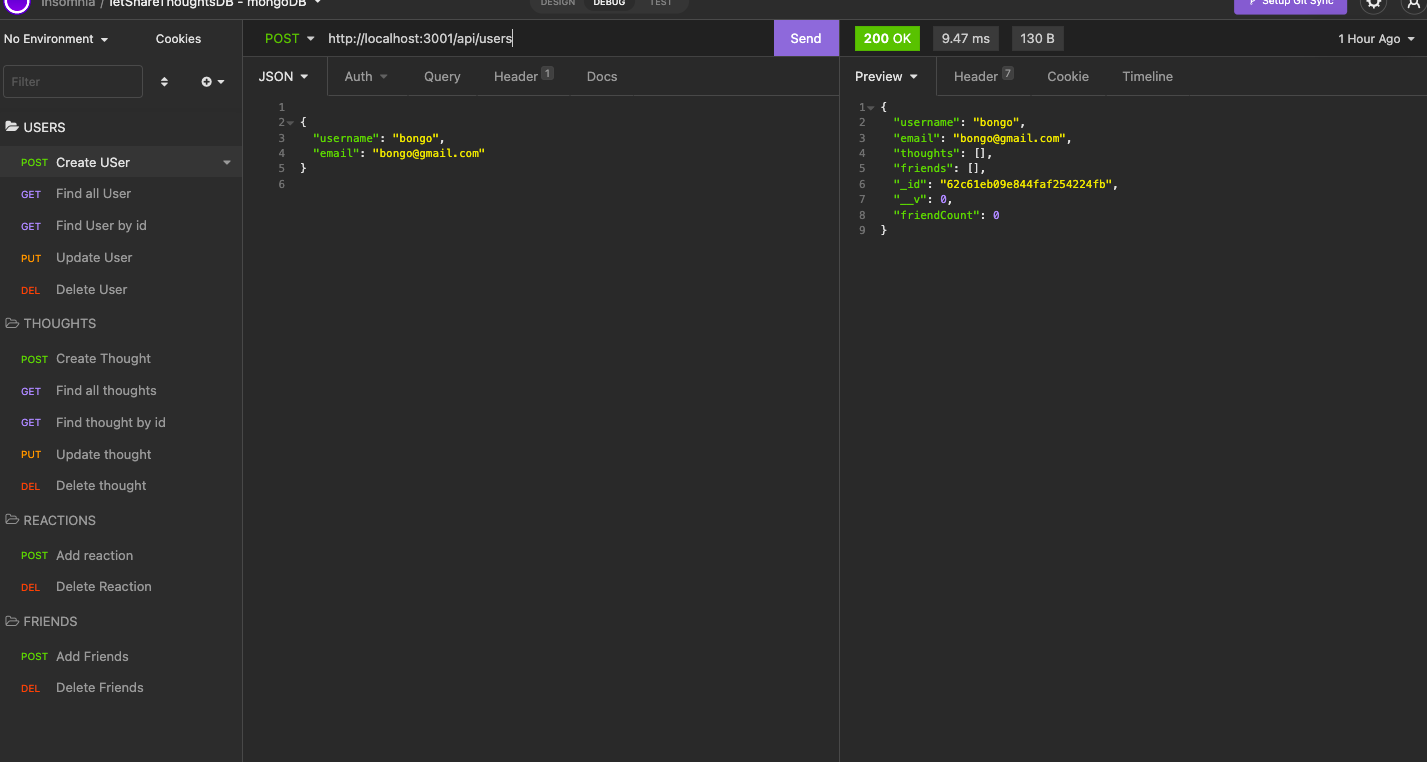 Insomnia / letShareThoughtsDB - mongoDB
DESIGN DEBUG TEST
Setup Git Sync
No Environment Cookies
Filter
USERS
POST Create USer
GET Find all User
GET Find User by id
PUT Update User
DEL Delete User
THOUGHTS
POST Create Thought
GET Find all thoughts
GET Find thought by id
PUT Update thought
DEL Delete thought
REACTIONS
POST Add reaction
DEL Delete Reaction
FRIENDS
POST Add Friends
DEL Delete Friends
POST http://localhost:3001/api/users Send
JSON Auth Query Header 1 Docs
1
2 {
3 "username": "bongo",
4 "email": "bongo@gmail.com"
5 }
6
200 OK 9.47 ms 130 B 1 Hour Ago
Preview Header 7 Cookie Timeline
1 {
2 "username": "bongo",
3 "email": "bongo@gmail.com",
4 "thoughts": [],
5 "friends": [],
6 "_id": "62c61eb09e844faf254224fb",
7 "__v": 0,
8 "friendCount": 0
9 }